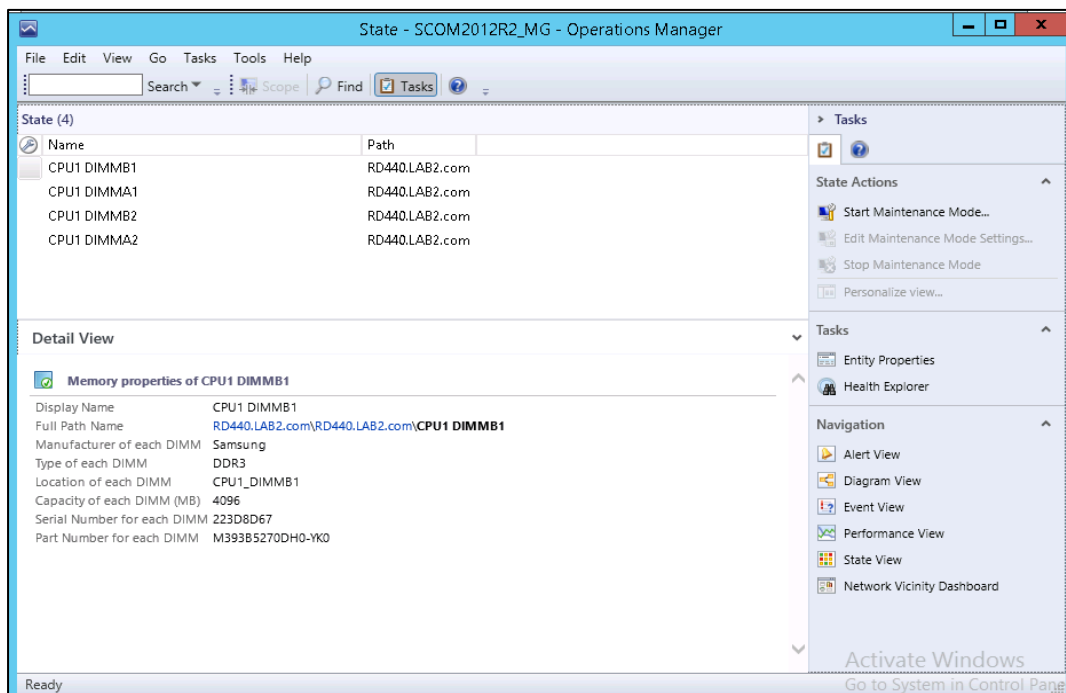 State - SCOM2012R2_MG - Operations Manager
File Edit View Go Tasks Tools Help
Search Scope Find Tasks
State (4)
Name Path
CPU1 DIMMB1 RD440.LAB2.com
CPU1 DIMMA1 RD440.LAB2.com
CPU1 DIMMB2 RD440.LAB2.com
CPU1 DIMMA2 RD440.LAB2.com
Detail View
Memory properties of CPU1 DIMMB1
Display Name CPU1 DIMMB1
Full Path Name RD440.LAB2.com\RD440.LAB2.com\CPU1 DIMMB1
Manufacturer of each DIMM Samsung
Type of each DIMM DDR3
Location of each DIMM CPU1_DIMMB1
Capacity of each DIMM (MB) 4096
Serial Number for each DIMM 223D8D67
Part Number for each DIMM M393B5270DH0-YK0
Tasks
State Actions
Start Maintenance Mode...
Edit Maintenance Mode Settings...
Stop Maintenance Mode
Personalize view...
Tasks
Entity Properties
Health Explorer
Navigation
Alert View
Diagram View
Event View
Performance View
State View
Network Vicinity Dashboard
Activate Windows
Go to System in Control Pane
Ready